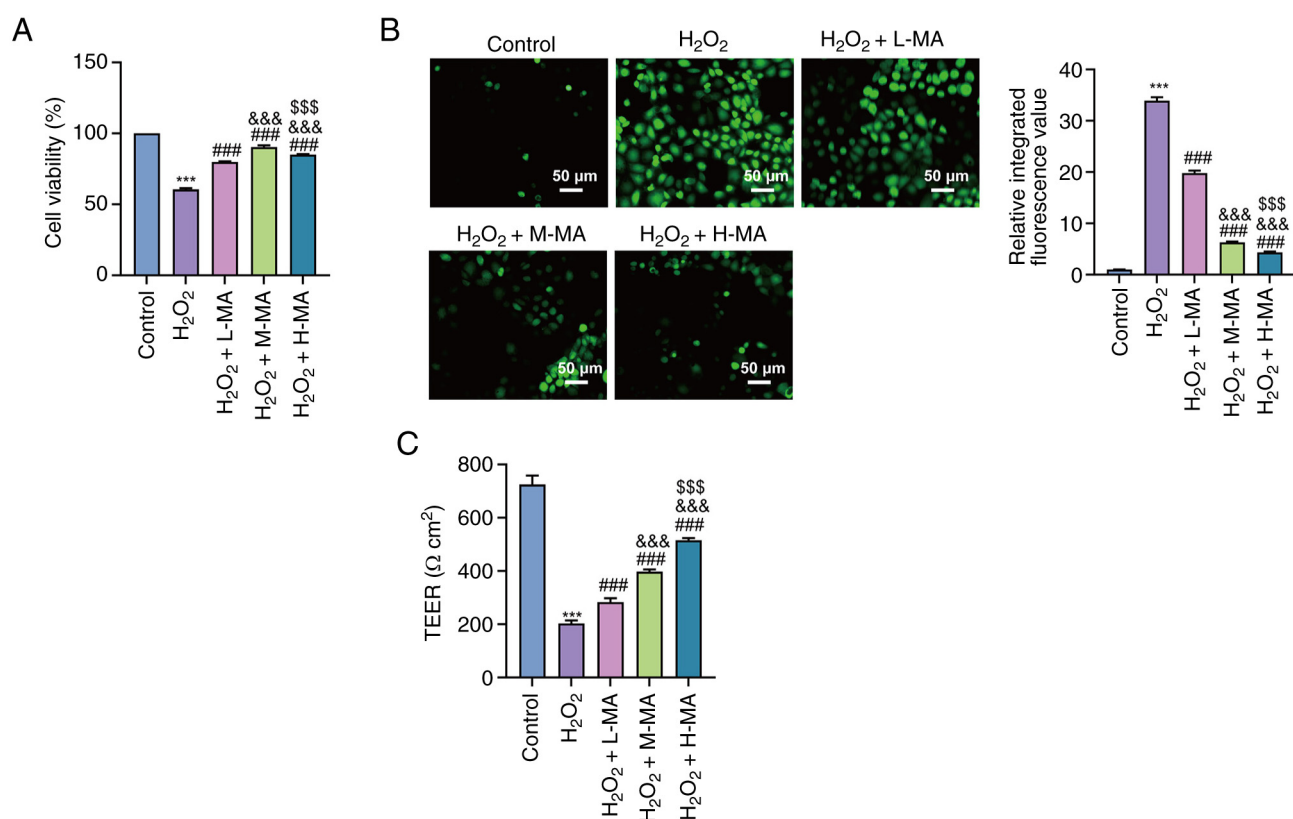 A
Cell viability (%)
150
100
50
0
***
###
&&&
###
$$$
&&&
###
Control
H₂O₂
H₂O₂ + L-MA
H₂O₂ + M-MA
H₂O₂ + H-MA
B
Control
H₂O₂
H₂O₂ + L-MA
50 µm
50 µm
50 µm
H₂O₂ + M-MA
H₂O₂ + H-MA
50 µm
50 µm
Relative integrated
fluorescence value
40
30
20
10
0
***
###
&&&
###
$$$
&&&
###
Control
H₂O₂
H₂O₂ + L-MA
H₂O₂ + M-MA
H₂O₂ + H-MA
C
TEER (Ω cm²)
800
600
400
200
0
***
###
&&&
###
$$$
&&&
###
Control
H₂O₂
H₂O₂ + L-MA
H₂O₂ + M-MA
H₂O₂ + H-MA